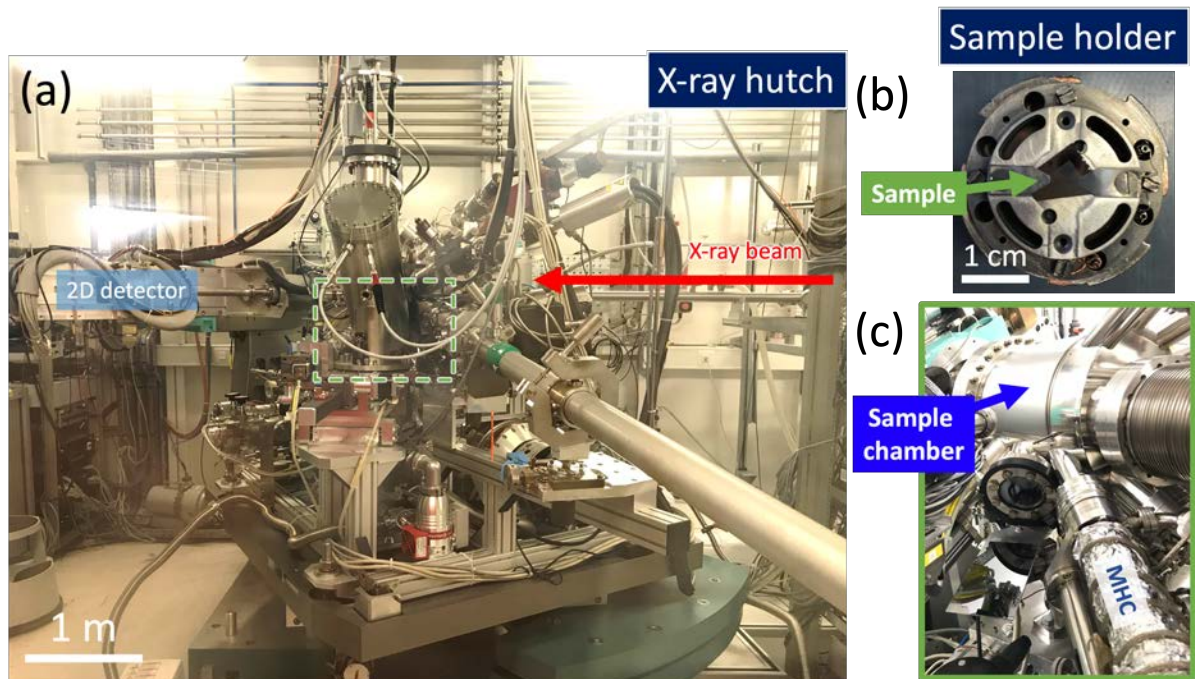 (a)
X-ray hutch
X-ray beam
2D detector
1 m
Sample holder
(b)
Sample
1 cm
(c)
Sample
chamber
MHC